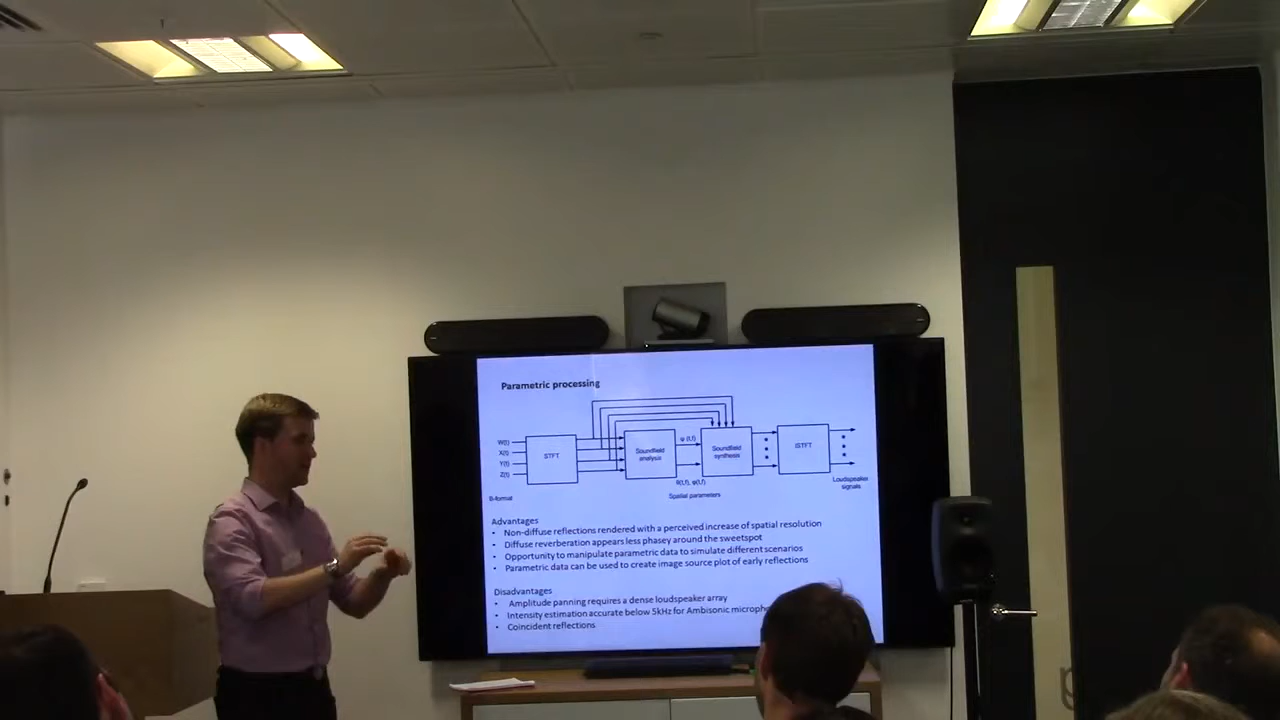 Parametric processing
W(t)
X(t)
Y(t)
Z(t)
B-format
STFT
Soundfield
analysis
Spatial parameters
Soundfield
synthesis
ISTFT
Loudspeaker
signals
Advantages
• Non-diffuse reflections rendered with a perceived increase of spatial resolution
• Diffuse reverberation appears less phasey around the sweetspot
• Opportunity to manipulate parametric data to simulate different scenarios
• Parametric data can be used to create image source plot of early reflections
Disadvantages
• Amplitude panning requires a dense loudspeaker array
• Intensity estimation accurate below 5kHz for Ambisonic
• Coincident reflections